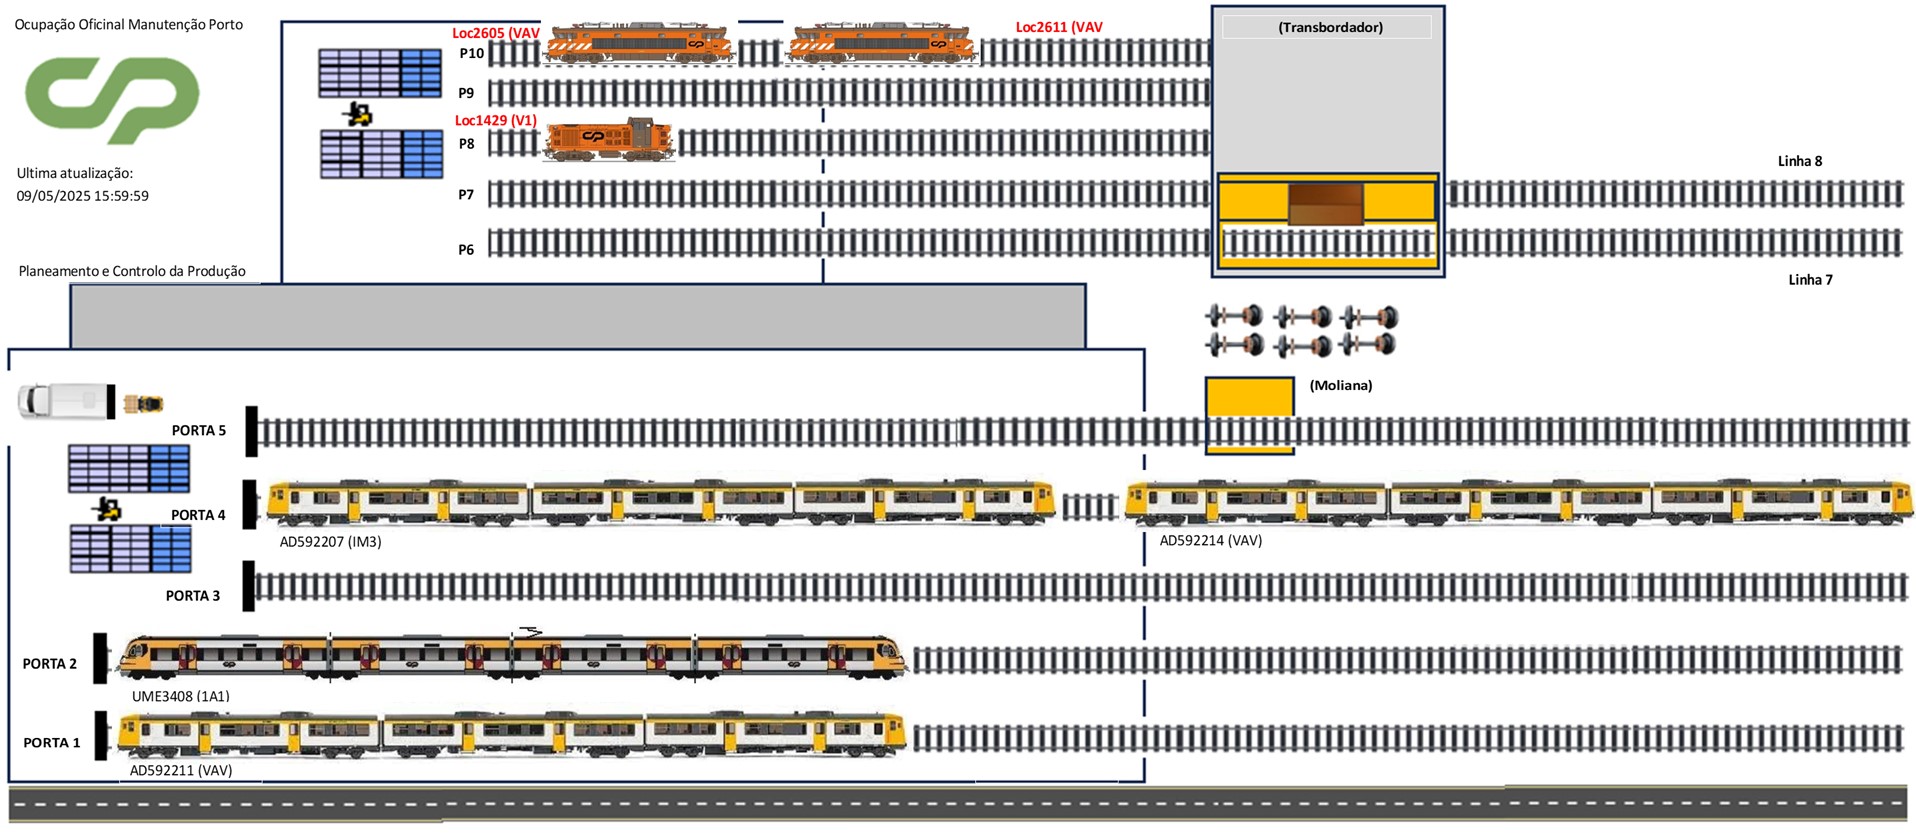 Ocupação Oficinal Manutenção Porto
CP
Ultima atualização:
09/05/2025 15:59:59
Planeamento e Controlo da Produção
Loc2605 (VAV
Loc2611 (VAV
P10
P9
Loc1429 (V1)
P8
P7
P6
(Transbordador)
Linha 8
Linha 7
(Moliana)
PORTA 5
PORTA 4
AD592207 (IM3)
AD592214 (VAV)
PORTA 3
PORTA 2
UME3408 (1A1)
PORTA 1
AD592211 (VAV)